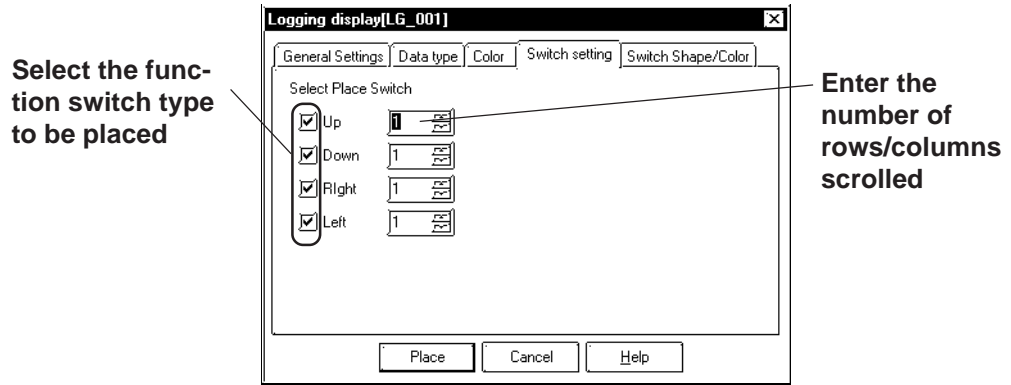 Logging display[LG_001]
General Settings Data type Color Switch setting Switch Shape/Color
Select the func-
tion switch type
to be placed
Select Place Switch
Up 1
Down 1
RIght 1
Left 1
Enter the
number of
rows/columns
scrolled
Place Cancel Help